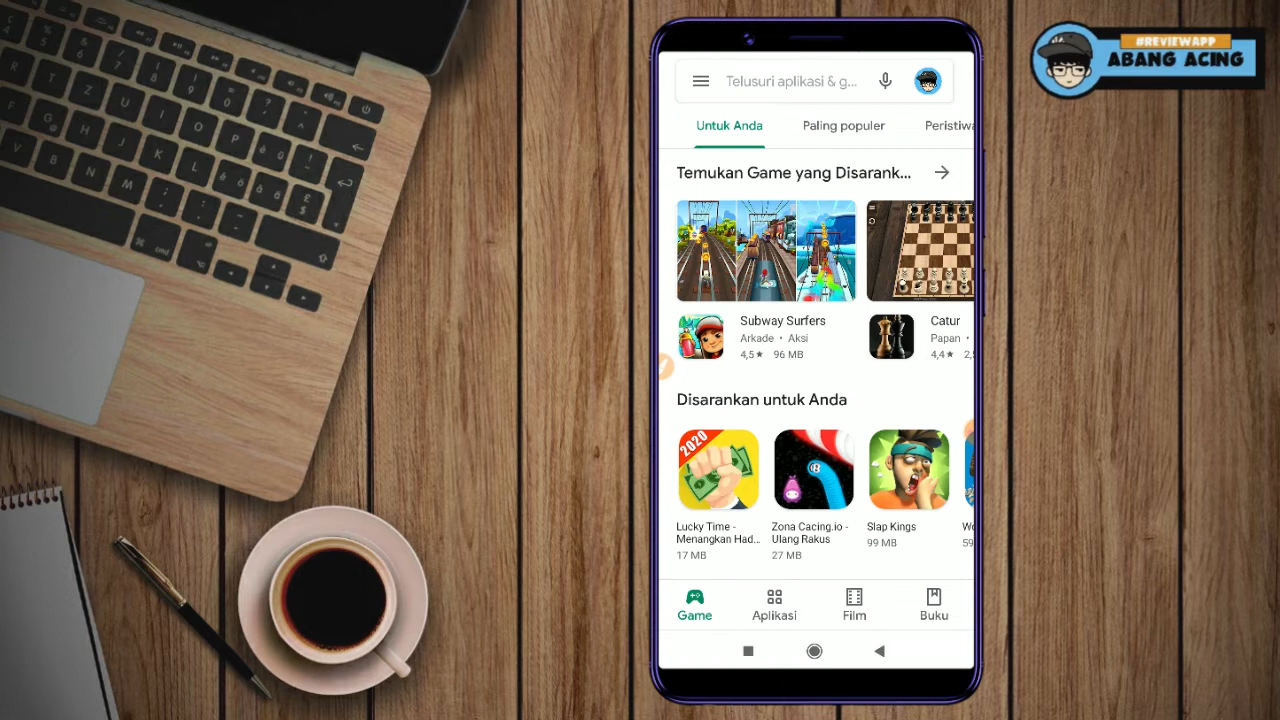 #REVIEWAPP
ABANG ACING
Telusuri aplikasi & g...
Untuk Anda
Paling populer
Peristiwa
Temukan Game yang Disarank...
Subway Surfers
Arkade • Aksi
4,5★ 96 MB
Catur
Papan •
4,4★ 2,
Disarankan untuk Anda
2020
Lucky Time -
Menangkan Had...
17 MB
Zona Cacing.io -
Ulang Rakus
27 MB
Slap Kings
99 MB
59
Game
Aplikasi
Film
Buku